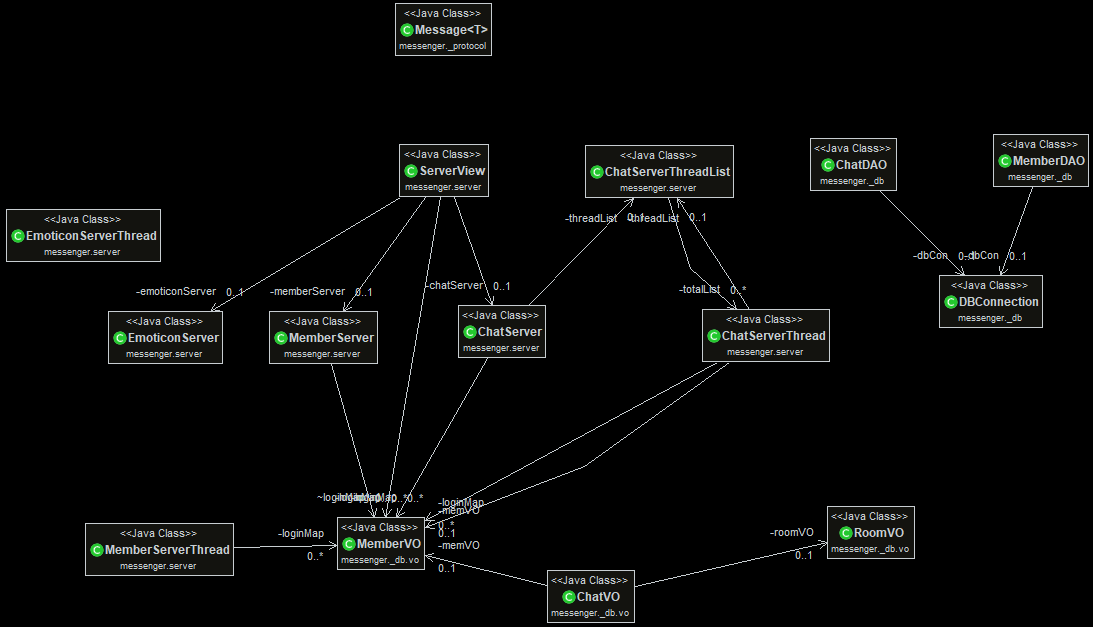 <<Java Class>>
Message<T>
messenger._protocol
<<Java Class>>
ServerView
messenger.server
<<Java Class>>
ChatServerThreadList
messenger.server
<<Java Class>>
ChatDAO
messenger._db
<<Java Class>>
MemberDAO
messenger._db
<<Java Class>>
EmoticonServerThread
messenger.server
-threadList
-threadList
0..1
-dbCon
-dbCon
0..1
-emoticonServer
0..1
-memberServer
0..1
-chatServer
0..1
-totalList
0..*
<<Java Class>>
DBConnection
messenger._db
<<Java Class>>
EmoticonServer
messenger.server
<<Java Class>>
MemberServer
messenger.server
<<Java Class>>
ChatServer
messenger.server
<<Java Class>>
ChatServerThread
messenger.server
0..*
-loginMap
-memVO
0..*
0..1
<<Java Class>>
MemberServerThread
messenger.server
-loginMap
0..*
<<Java Class>>
MemberVO
messenger._db.vo
-memVO
0..1
-roomVO
0..1
<<Java Class>>
RoomVO
messenger._db.vo
<<Java Class>>
ChatVO
messenger._db.vo